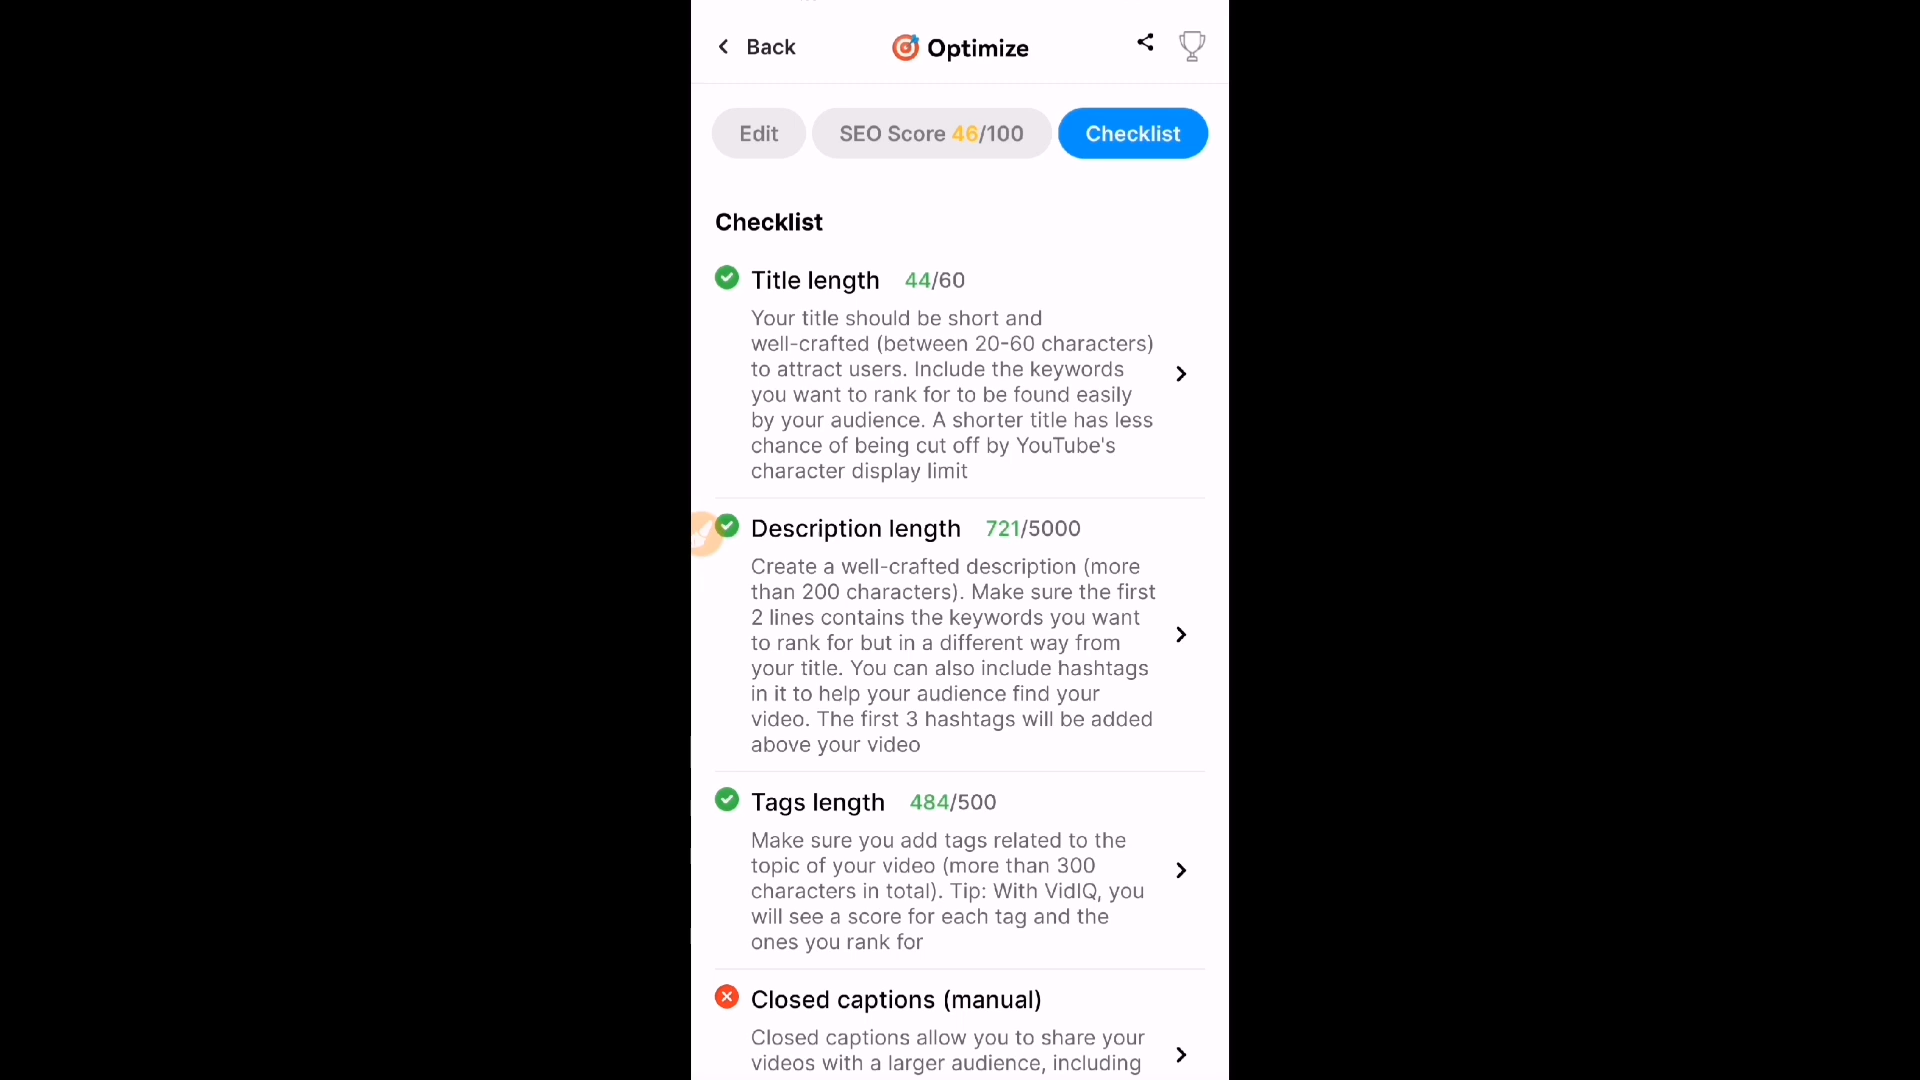 Back
Optimize
Edit
SEO Score 46/100
Checklist
Checklist
Title length 44/60
Your title should be short and
well-crafted (between 20-60 characters)
to attract users. Include the keywords
you want to rank for to be found easily
by your audience. A shorter title has less
chance of being cut off by YouTube's
character display limit
Description length 721/5000
Create a well-crafted description (more
than 200 characters). Make sure the first
2 lines contains the keywords you want
to rank for but in a different way from
your title. You can also include hashtags
in it to help your audience find your
video. The first 3 hashtags will be added
above your video
Tags length 484/500
Make sure you add tags related to the
topic of your video (more than 300
characters in total). Tip: With VidIQ, you
will see a score for each tag and the
ones you rank for
Closed captions (manual)
Closed captions allow you to share your
videos with a larger audience, including